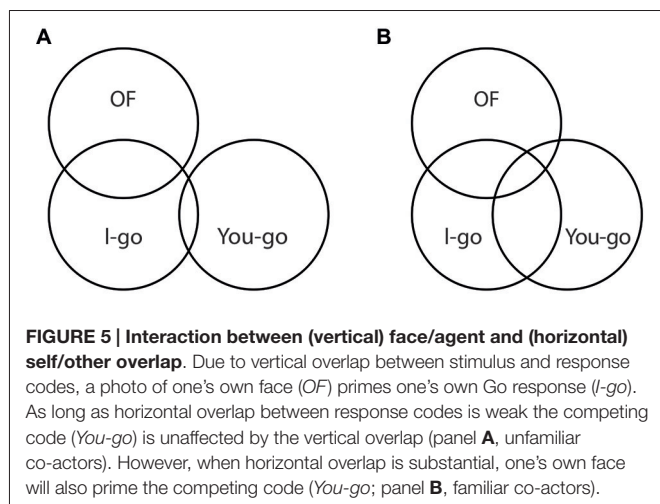 A
B
OF
OF
I-go
You-go
I-go
You-go
FIGURE 5 | Interaction between (vertical) face/agent and (horizontal)
self/other overlap. Due to vertical overlap between stimulus and response
codes, a photo of one's own face (OF) primes one's own Go response (I-go).
As long as horizontal overlap between response codes is weak the competing
code (You-go) is unaffected by the vertical overlap (panel A, unfamiliar
co-actors). However, when horizontal overlap is substantial, one's own face
will also prime the competing code (You-go; panel B, familiar co-actors).